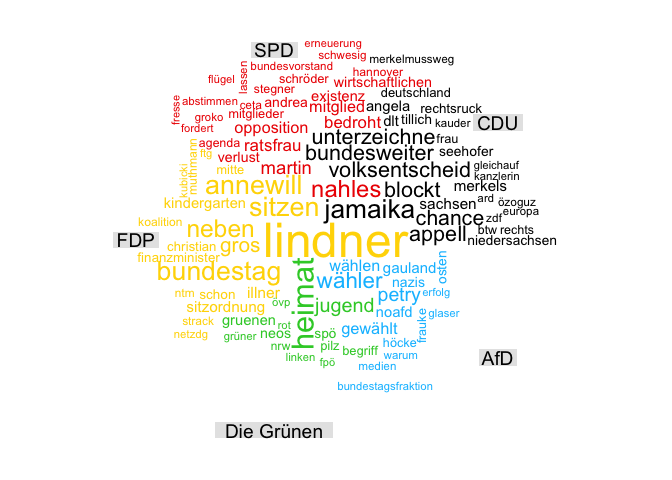 erneuerung
SPD
schwesig
merkelmussweg
bundesvorstand
hannover
flügel
lassen
schröder
wirtschaftlichen
stegner
deutschland
fresse
abstimmen
ceta
andrea
existenz
mitglied
angela
rechtsruck
groko
mitglieder
bedroht
dlt
tillich
kauder
CDU
fordert
opposition
unterzeichne
frau
agenda
ratsfrau
bundesweiter
seehofer
muthmann
fig
verlust
martin
volksentscheid
gleichauf
kubicki
mitte
annewill
nahles
blockt
merkels
kanzlerin
kindergarten
sitzen
jamaika
sachsen
ard
özoguz
koalition
neben
lindner
chance
zdf
europa
FDP
christian
gros
appell
btw
rechts
niedersachsen
finanzminister
bundestag
heimat
wählen
gauland
osten
wähler
nazis
ntm
schon
illner
petry
erfolg
sitzordnung
övp
jugend
noafd
frauke
glaser
strack
gruenen
rot
neos
spö
gewählt
netzdg
grüner
nrw
pilz
begriff
höcke
warum
linken
fpö
medien
AfD
bundestagsfraktion
Die Grünen